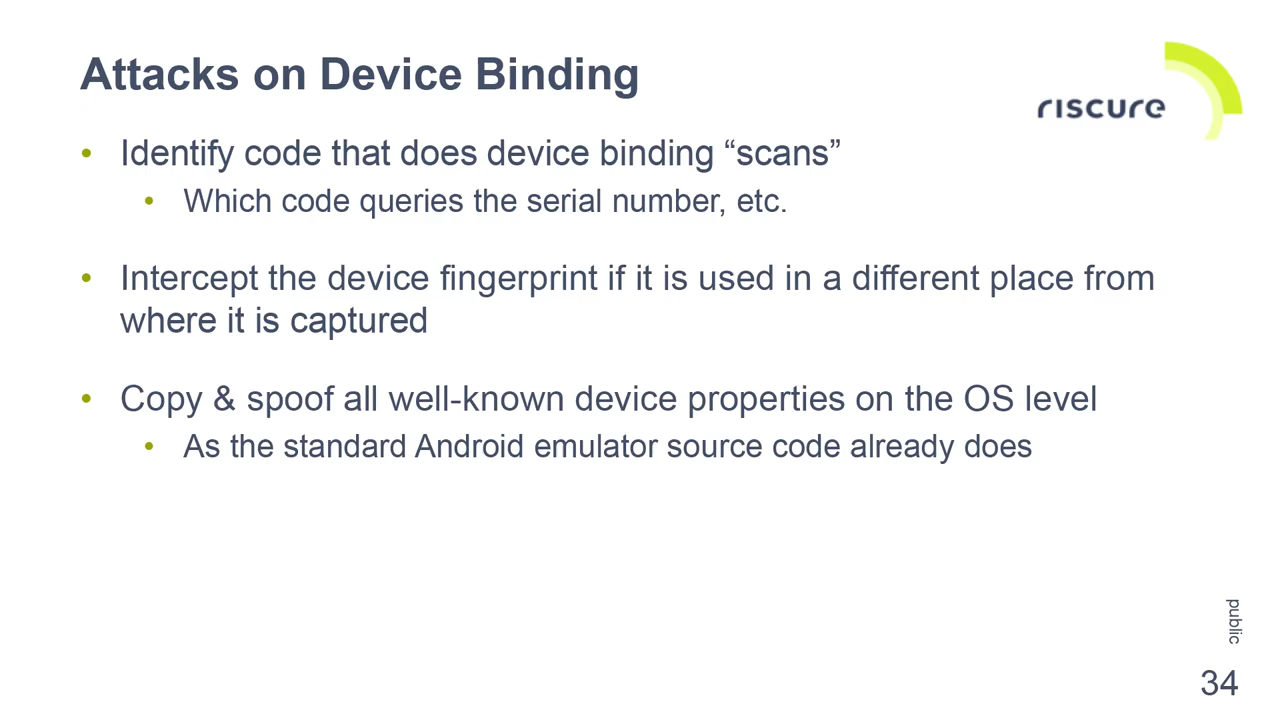 Attacks on Device Binding
riscure
• Identify code that does device binding “scans”
• Which code queries the serial number, etc.
• Intercept the device fingerprint if it is used in a different place from
where it is captured
• Copy & spoof all well-known device properties on the OS level
• As the standard Android emulator source code already does
public
34